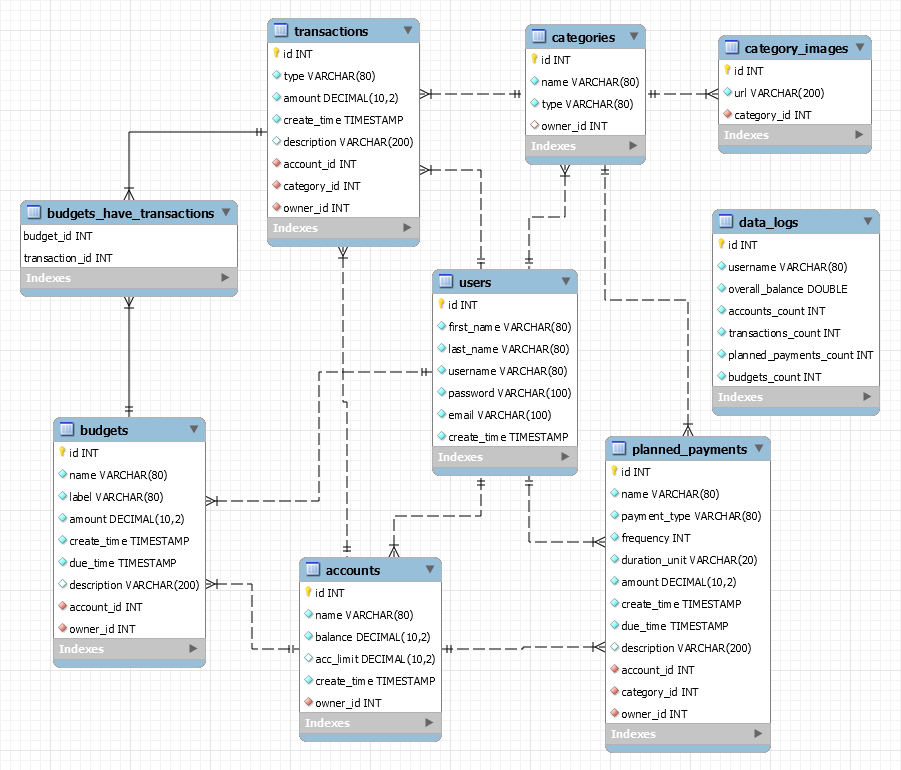 transactions
id INT
type VARCHAR(80)
amount DECIMAL(10,2)
create_time TIMESTAMP
description VARCHAR(200)
account_id INT
category_id INT
owner_id INT
Indexes
categories
id INT
name VARCHAR(80)
type VARCHAR(80)
owner_id INT
Indexes
category_images
id INT
url VARCHAR(200)
category_id INT
Indexes
budgets_have_transactions
budget_id INT
transaction_id INT
Indexes
data_logs
id INT
username VARCHAR(80)
overall_balance DOUBLE
accounts_count INT
transactions_count INT
planned_payments_count INT
budgets_count INT
Indexes
users
id INT
first_name VARCHAR(80)
last_name VARCHAR(80)
username VARCHAR(80)
password VARCHAR(100)
email VARCHAR(100)
create_time TIMESTAMP
Indexes
budgets
id INT
name VARCHAR(80)
label VARCHAR(80)
amount DECIMAL(10,2)
create_time TIMESTAMP
due_time TIMESTAMP
description VARCHAR(200)
account_id INT
owner_id INT
Indexes
planned_payments
id INT
name VARCHAR(80)
payment_type VARCHAR(80)
frequency INT
duration_unit VARCHAR(20)
amount DECIMAL(10,2)
create_time TIMESTAMP
due_time TIMESTAMP
description VARCHAR(200)
account_id INT
category_id INT
owner_id INT
Indexes
accounts
id INT
name VARCHAR(80)
balance DECIMAL(10,2)
acc_limit DECIMAL(10,2)
create_time TIMESTAMP
owner_id INT
Indexes